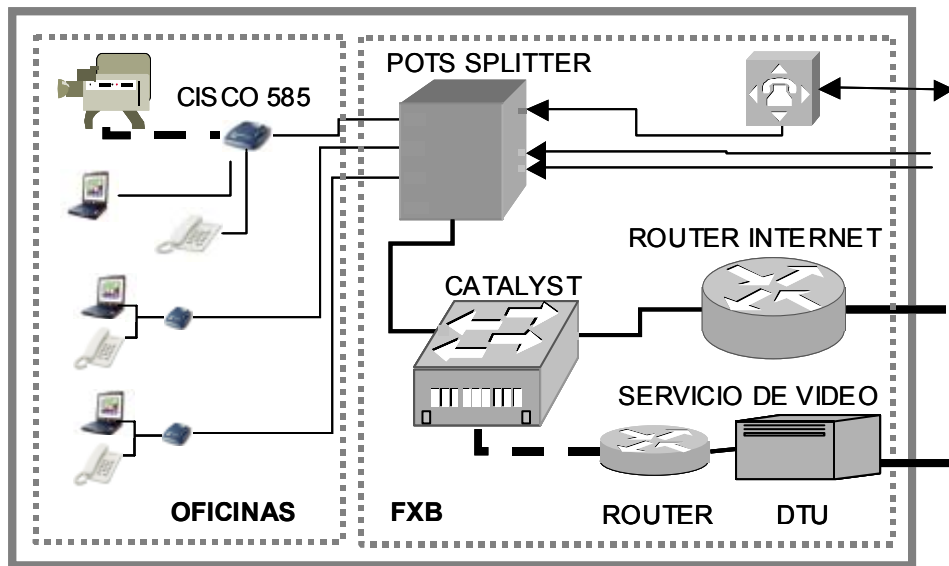 POTS SPLITTER
CISCO 585
ROUTER INTERNET
CATALYST
SERVICIO DE VIDEO
OFICINAS
FXB
ROUTER
DTU